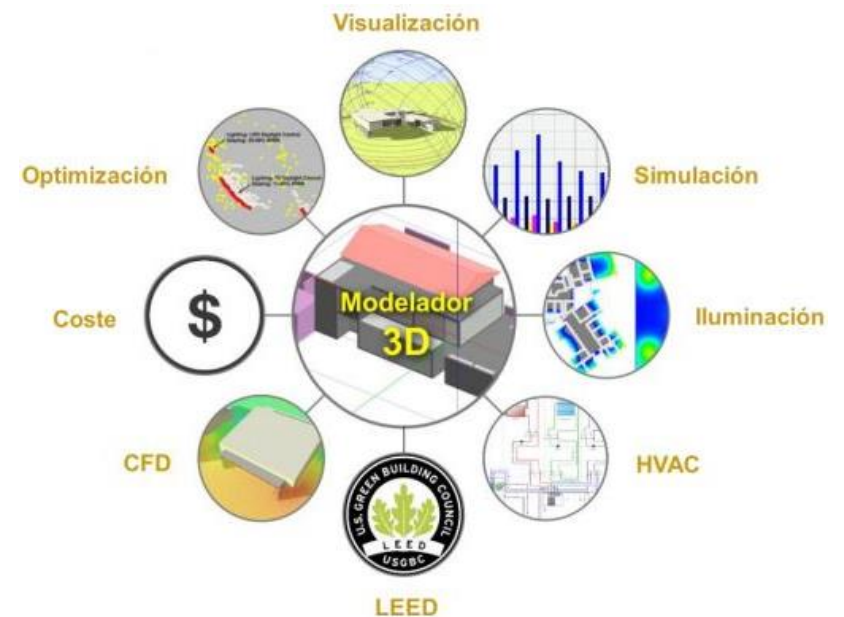 Visualización
Optimización
Simulación
Modelador
3D
Coste
$
Iluminación
CFD
HVAC
U.S. GREEN BUILDING COUNCIL
LEED
USGBC
LEED